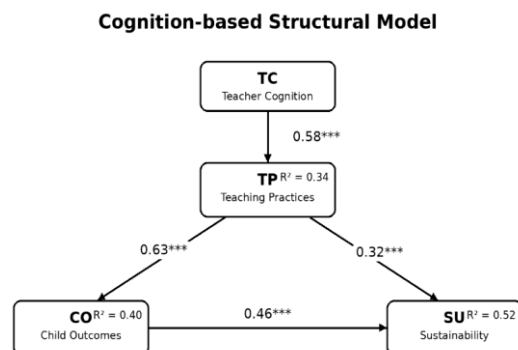 Cognition-based Structural Model
TC
Teacher Cognition
0.58***
TP R² = 0.34
Teaching Practices
0.63***
0.32***
CO R² = 0.40
Child Outcomes
0.46***
SU R² = 0.52
Sustainability